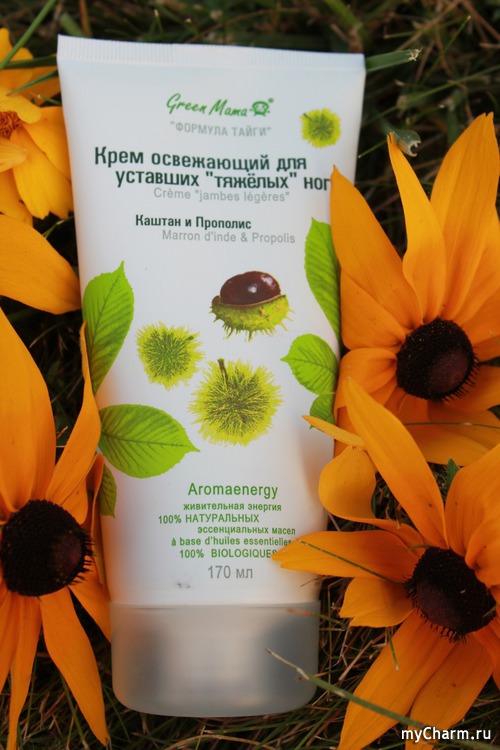 Green Mama
"ФОРМУЛА ТАЙГИ"
Крем освежающий для
уставших "тяжёлых" ног
Crème "jambes légères"
Каштан и Прополис
Marron d'inde & Propolis
Aromaenergy
живительная энергия
100% НАТУРАЛЬНЫХ
эссенциальных масел
à base d'huiles essentielles
100% BIOLOGIQUES
170 мл
myCharm.ru